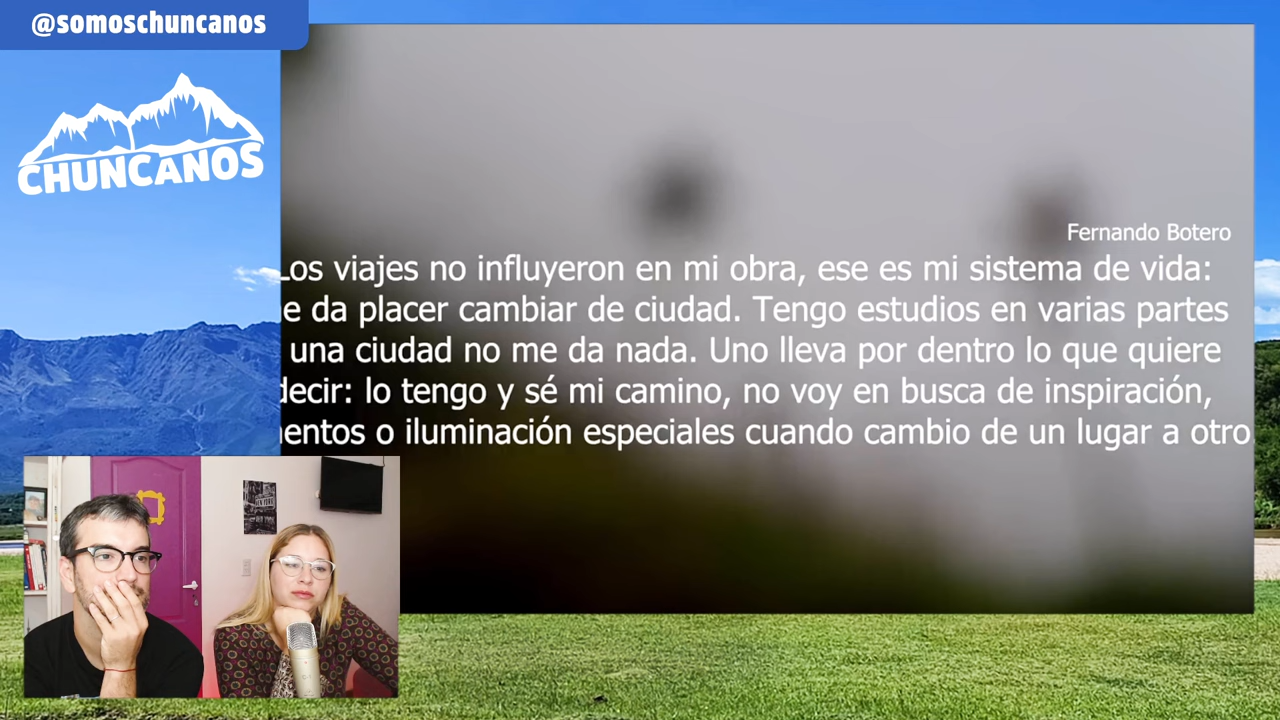 @somoschuncanos
CHUNCANOS
Fernando Botero
Los viajes no influyeron en mi obra, ese es mi sistema de vida:
e da placer cambiar de ciudad. Tengo estudios en varias partes
una ciudad no me da nada. Uno lleva por dentro lo que quiere
decir: lo tengo y sé mi camino, no voy en busca de inspiración,
entos o iluminación especiales cuando cambio de un lugar a otro